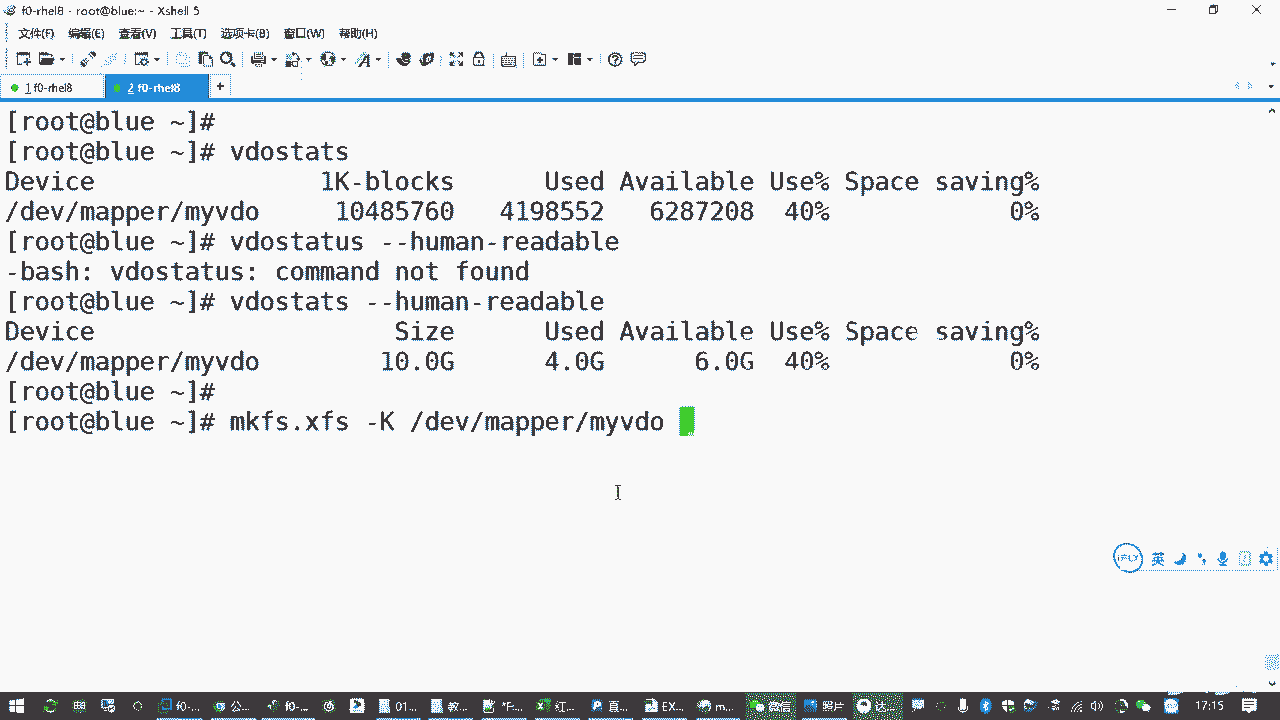 f0-rhel8 - root@blue:~ - Xshell 5
文件(F) 编辑(E) 查看(V) 工具(T) 选项卡(B) 窗口(W) 帮助(H)
1 f0-rhel8 2 f0-rhel8 +
[root@blue ~]#
[root@blue ~]# vdostats
Device 1K-blocks Used Available Use% Space saving%
/dev/mapper/myvdo 10485760 4198552 6287208 40% 0%
[root@blue ~]# vdostatus --human-readable
-bash: vdostatus: command not found
[root@blue ~]# vdostats --human-readable
Device Size Used Available Use% Space saving%
/dev/mapper/myvdo 10.0G 4.0G 6.0G 40% 0%
[root@blue ~]#
[root@blue ~]# mkfs.xfs -K /dev/mapper/myvdo
英
f0-... 公... f0-... 01... 教... 红... EX... m... 微信 照片 达... 英 17:15